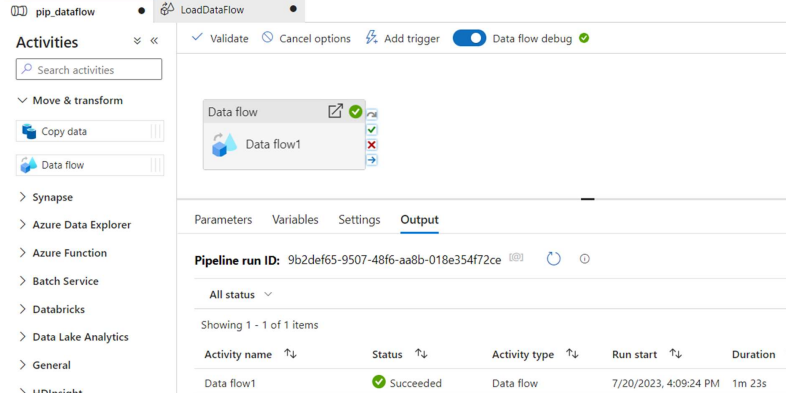 pip_dataflow
LoadDataFlow
Activities
Validate
Cancel options
Add trigger
Data flow debug
Search activities
Move & transform
Copy data
Data flow
Synapse
Azure Data Explorer
Azure Function
Batch Service
Databricks
Data Lake Analytics
General
HDInsight
Data flow
Data flow1
Parameters Variables Settings Output
Pipeline run ID: 9b2def65-9507-48f6-aa8b-018e354f72ce
All status
Showing 1 - 1 of 1 items
Activity name Status Activity type Run start Duration
Data flow1 Succeeded Data flow 7/20/2023, 4:09:24 PM 1m 23s